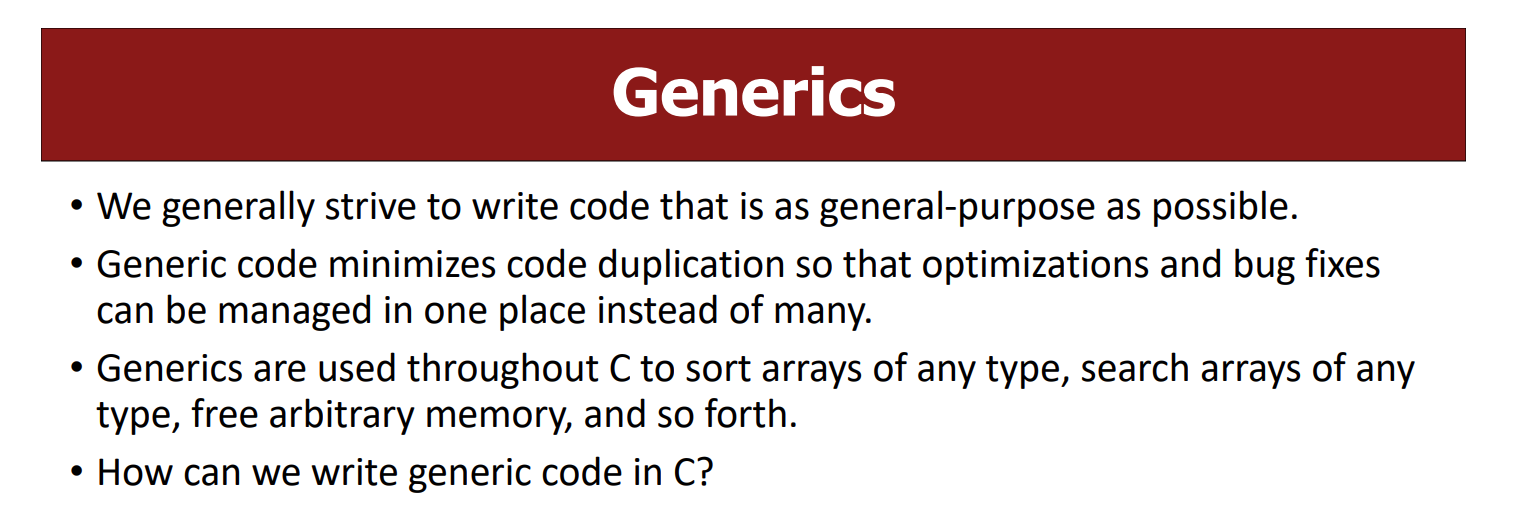 Generics
• We generally strive to write code that is as general-purpose as possible.
• Generic code minimizes code duplication so that optimizations and bug fixes
can be managed in one place instead of many.
• Generics are used throughout C to sort arrays of any type, search arrays of any
type, free arbitrary memory, and so forth.
• How can we write generic code in C?